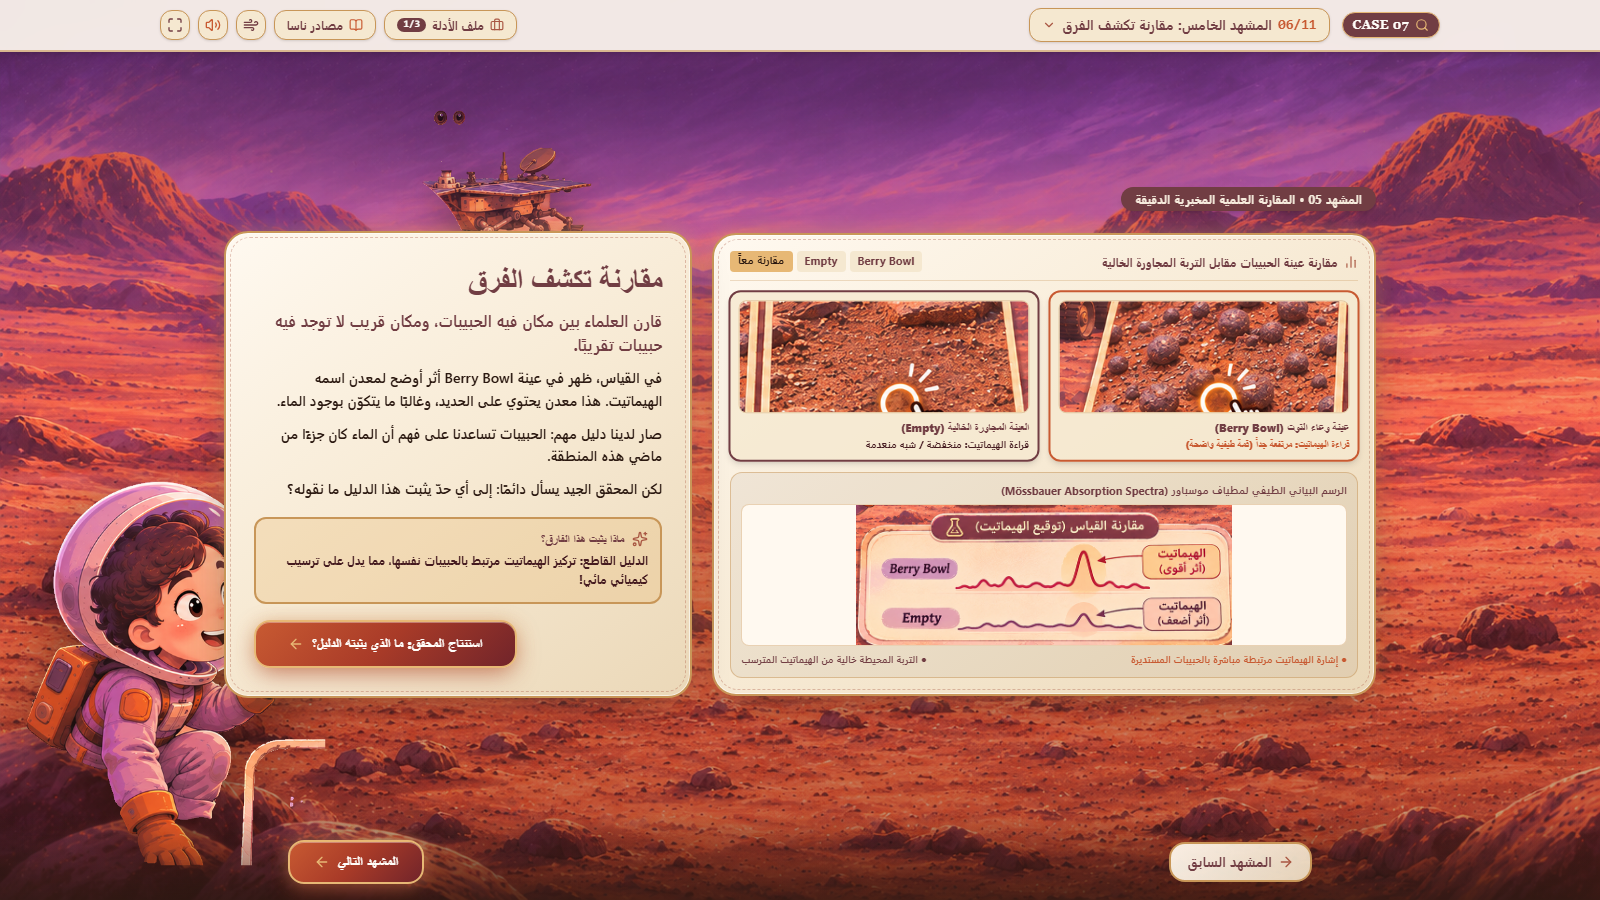 CASE 07
06/11 المشهد الخامس: مقارنة تكشف الفرق
ملف الأدلة 1/3
مصادر ناسا
المشهد 05 • المقارنة العلمية المخبرية الدقيقة
مقارنة عينة الحبيبات مقابل التربة المجاورة الخالية
Berry Bowl
Empty
مقارنة معاً
عينة وعاء التوت (Berry Bowl)
قراءة الهيماتيت: مرتفعة جداً (قمة طيفية واضحة)
العينة المجاورة الخالية (Empty)
قراءة الهيماتيت: منخفضة / شبه منعدمة
الرسم البياني الطيفي لمطياف موسباور (Mössbauer Absorption Spectra)
مقارنة القياس (توقيع الهيماتيت)
الهيماتيت
(أثر أقوى)
Berry Bowl
الهيماتيت
(أثر أضعف)
Empty
• إشارة الهيماتيت مرتبطة مباشرة بالحبيبات المستديرة
• التربة المحيطة خالية من الهيماتيت المترسب
مقارنة تكشف الفرق
قارن العلماء بين مكان فيه الحبيبات، ومكان قريب لا توجد فيه
حبيبات تقريبًا.
في القياس، ظهر في عينة Berry Bowl أثر أوضح لمعدن اسمه
الهيماتيت. هذا معدن يحتوي على الحديد، وغالبًا ما يتكوّن بوجود الماء.
صار لدينا دليل مهم: الحبيبات تساعدنا على فهم أن الماء كان جزءًا من
ماضي هذه المنطقة.
لكن المحقق الجيد يسأل دائمًا: إلى أي حدّ يثبت هذا الدليل ما نقوله؟
ماذا يثبت هذا الفارق؟
الدليل القاطع: تركيز الهيماتيت مرتبط بالحبيبات نفسها، مما يدل على ترسيب
كيميائي مائي!
استنتاج المحقق: ما الذي يثبته الدليل؟
المشهد السابق
المشهد التالي